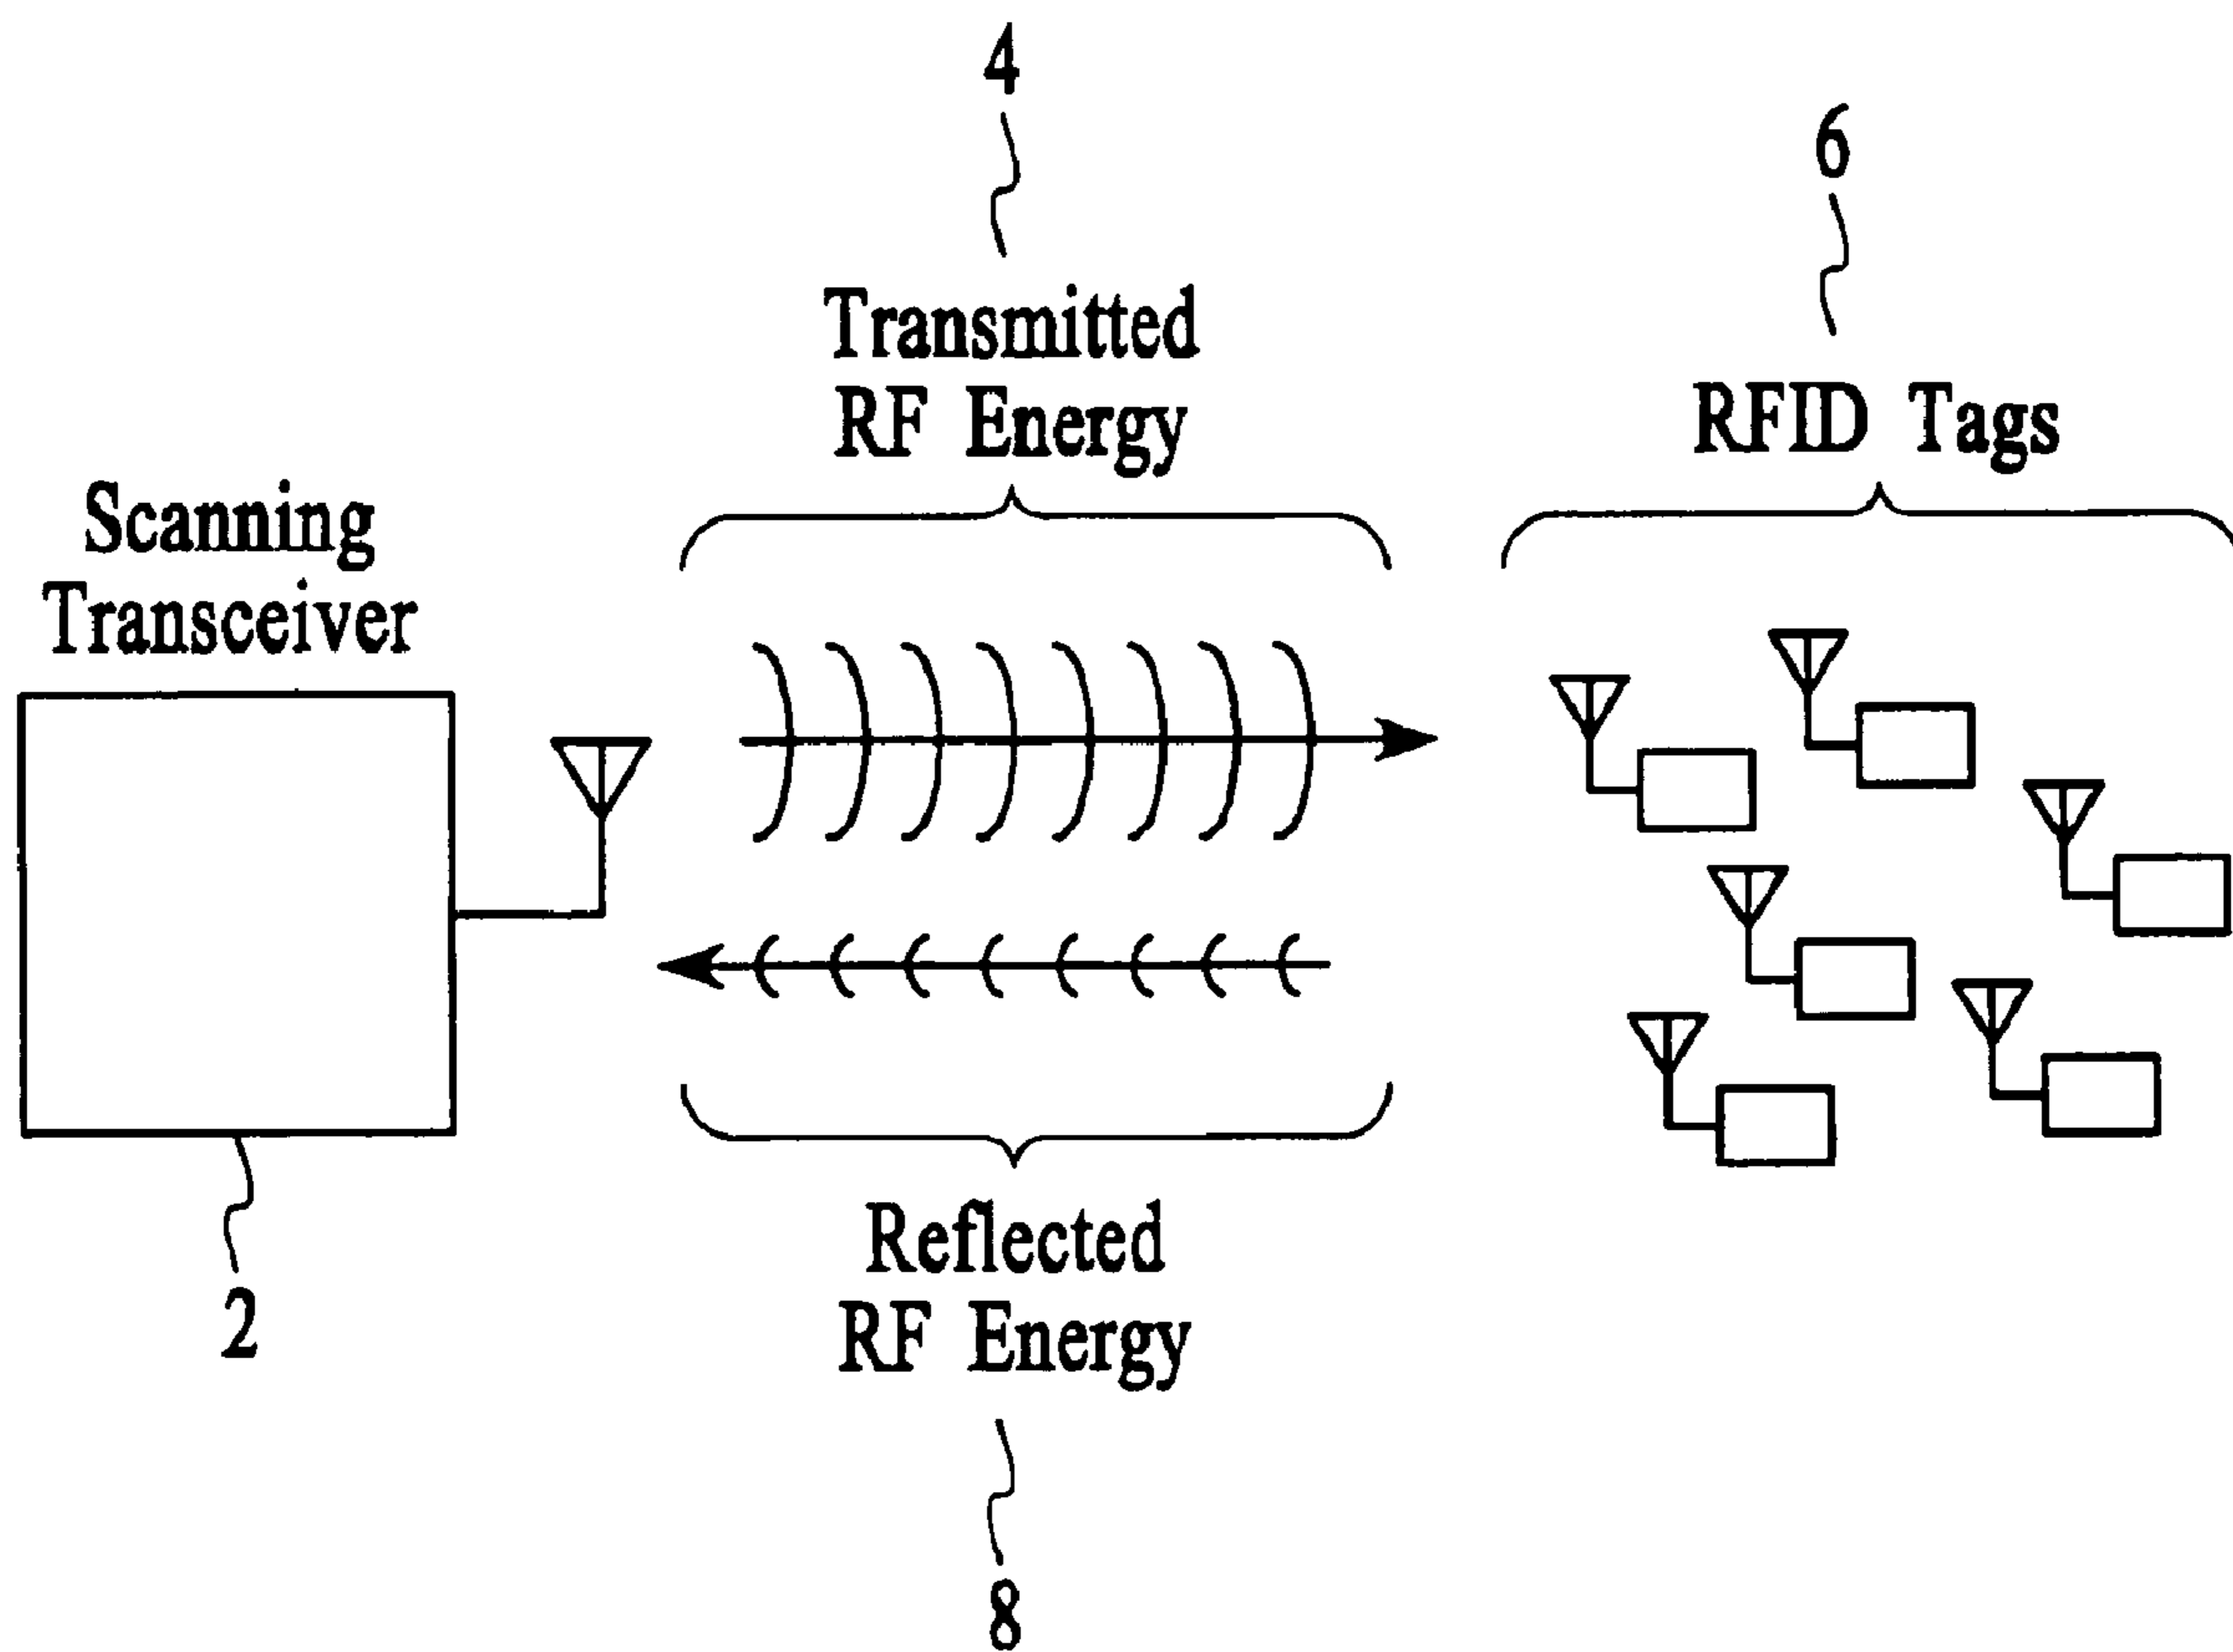 4
Transmitted
RF Energy
6
RFID Tags
Scanning
Transceiver
2
Reflected
RF Energy
8